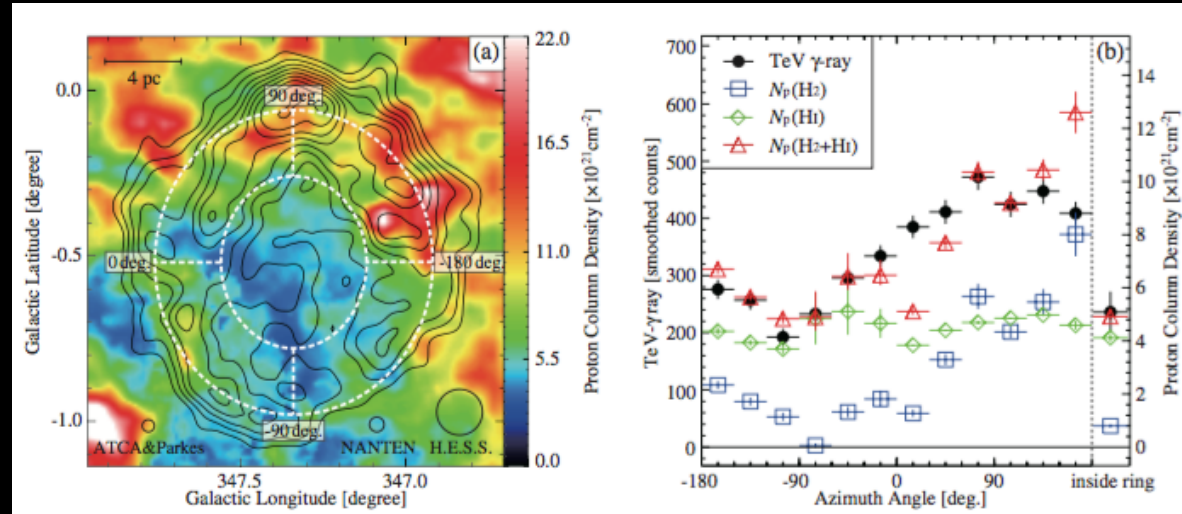 (a)
4 pc
90 deg.
0 deg.
-180 deg.
-90 deg.
ATCA&Parkes NANTEN H.E.S.S.
0.0
-0.5
-1.0
Galactic Latitude [degree]
347.5 347.0
Galactic Longitude [degree]
22.0
16.5
11.0
5.5
0.0
Proton Column Density [×10²¹cm⁻²]
(b)
TeV γ-ray
Nₚ(H₂)
Nₚ(HI)
Nₚ(H₂+HI)
700
600
500
400
300
200
100
0
TeV-γray [smoothed counts]
14
12
10
8
6
4
2
0
Proton Column Density [×10²¹cm⁻²]
-180 -90 0 90 inside ring
Azimuth Angle [deg.]